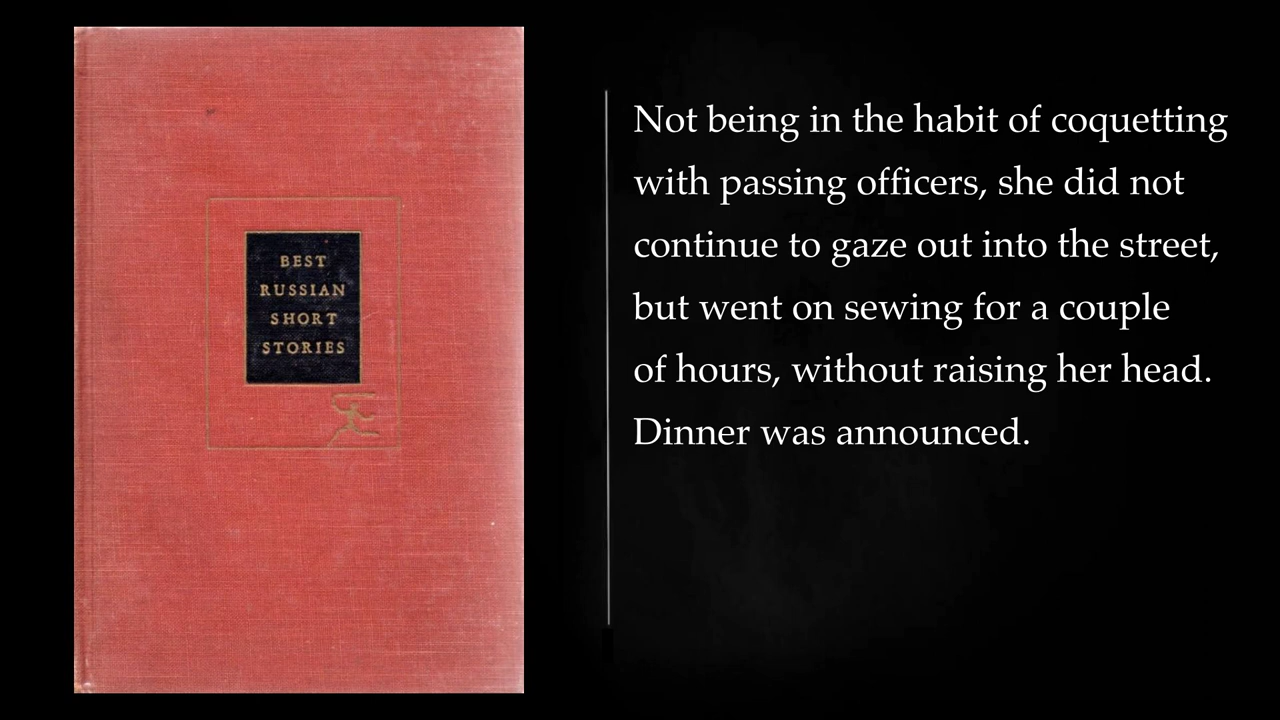 BEST
RUSSIAN
SHORT
STORIES
Not being in the habit of coquetting
with passing officers, she did not
continue to gaze out into the street,
but went on sewing for a couple
of hours, without raising her head.
Dinner was announced.